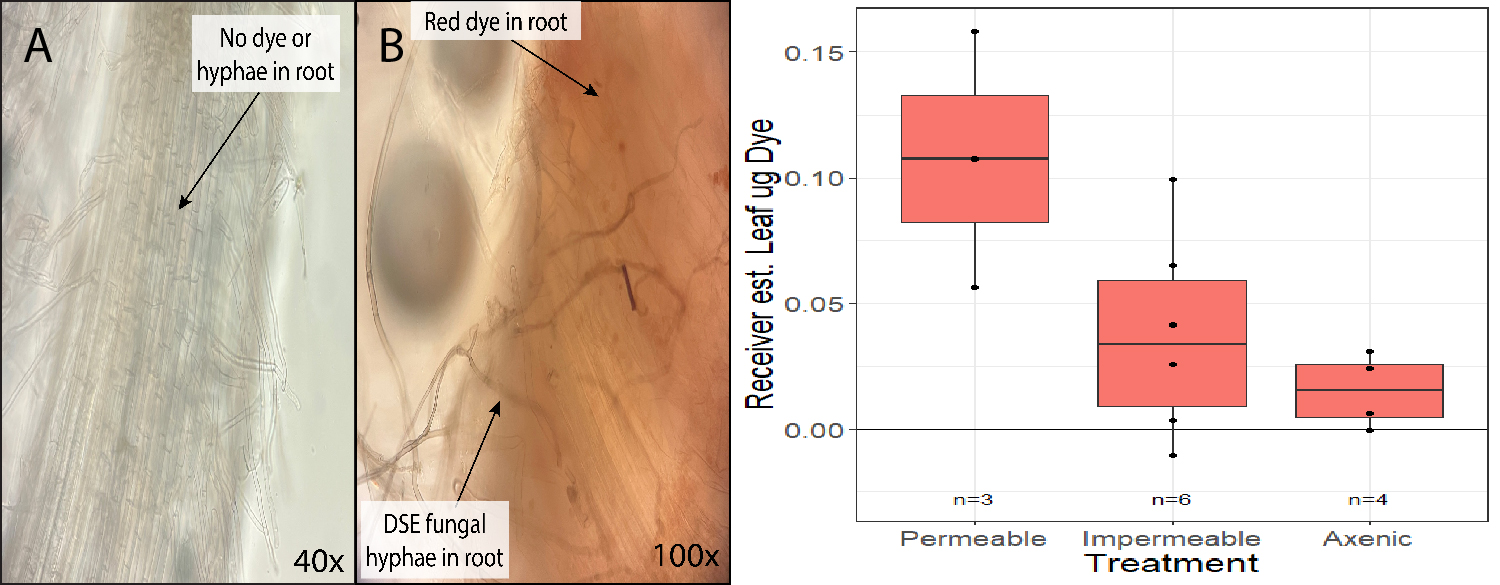 A
No dye or
hyphae in root
40x
B
Red dye in root
DSE fungal
hyphae in root
100x
Receiver est. Leaf ug Dye
0.15
0.10
0.05
0.00
n=3
n=6
n=4
Permeable
Impermeable
Axenic
Treatment